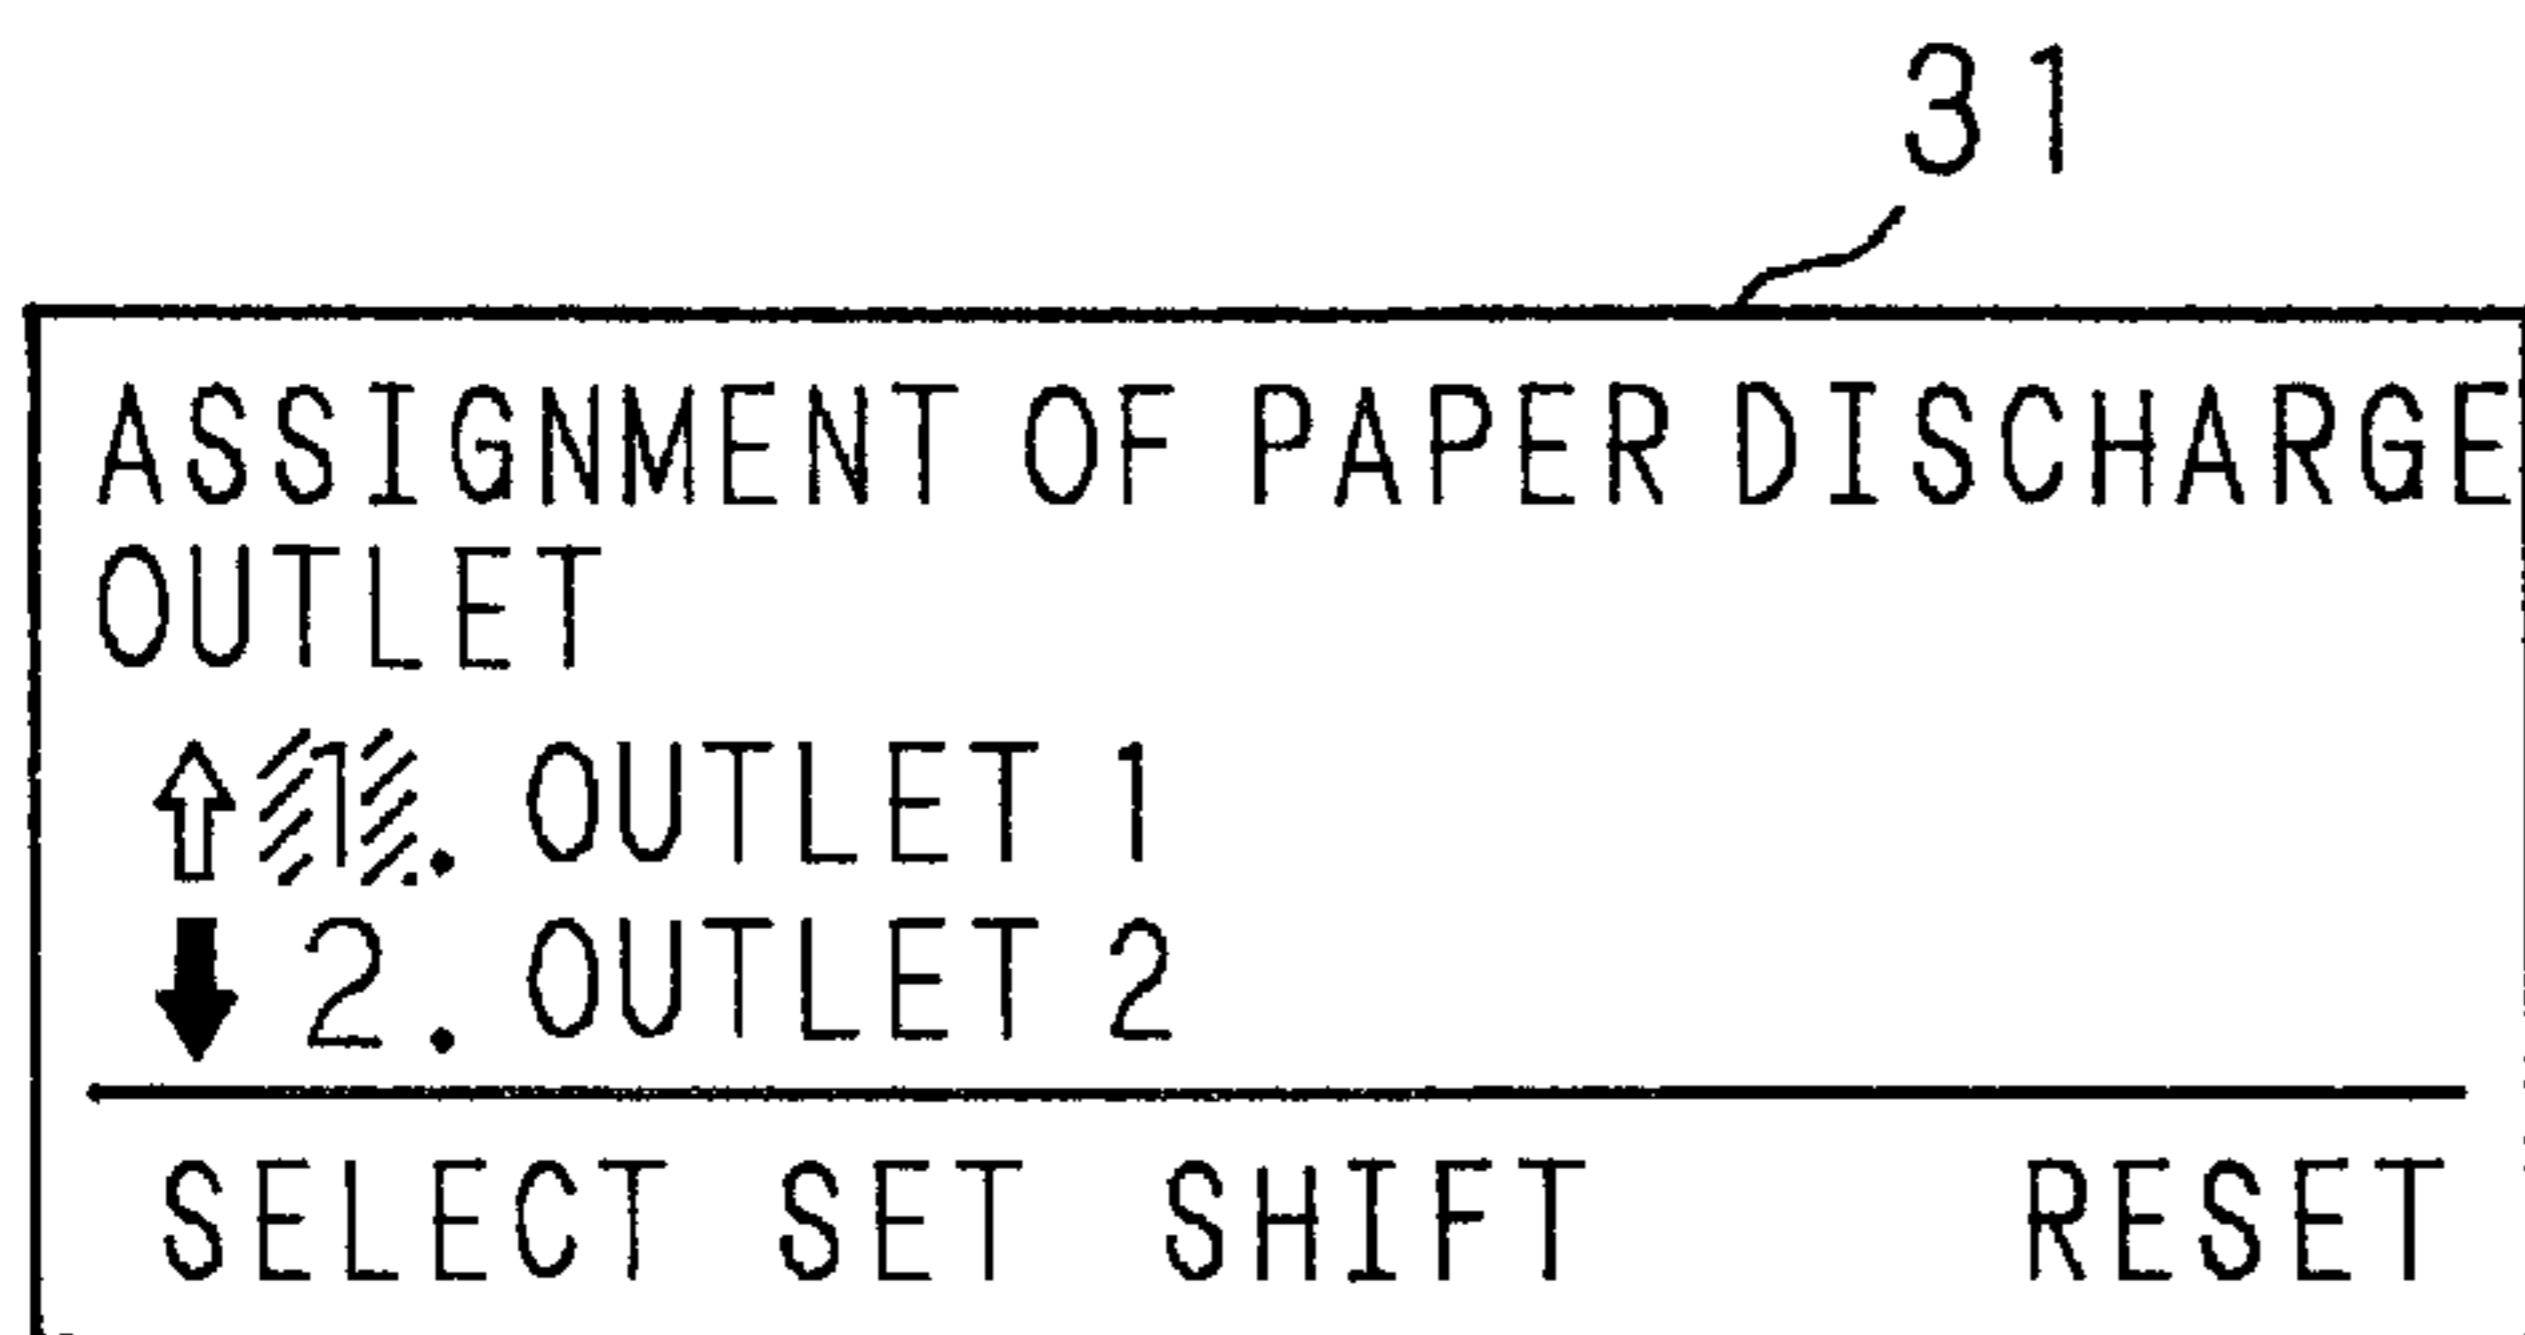 31
ASSIGNMENT OF PAPER DISCHARGE
OUTLET
1. OUTLET 1
2. OUTLET 2
SELECT SET SHIFT RESET